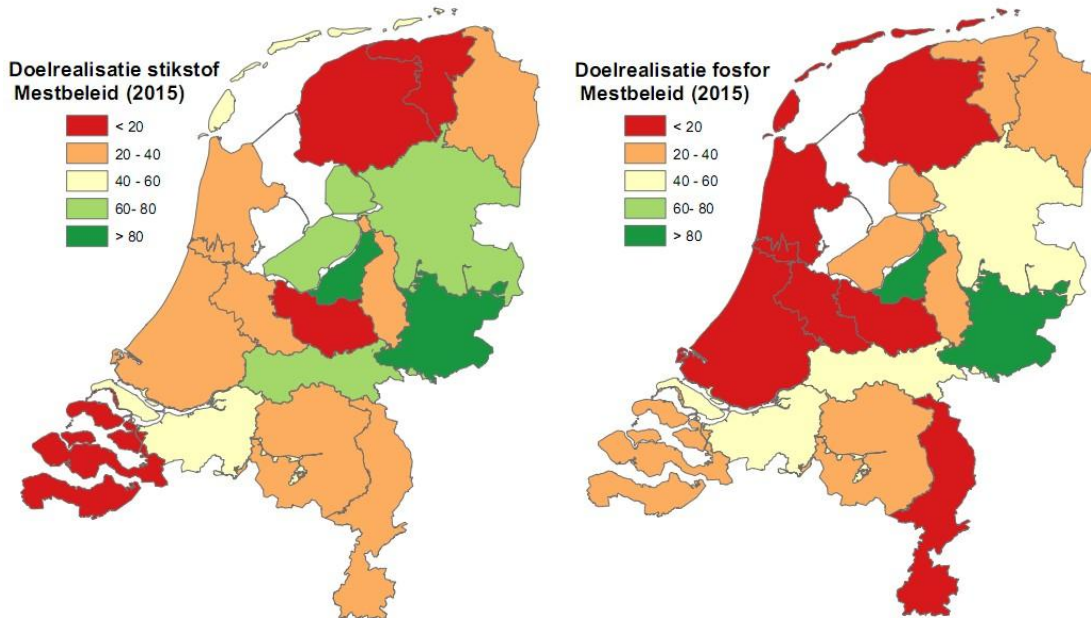 Doelrealisatie stikstof
Mestbeleid (2015)
< 20
20 - 40
40 - 60
60- 80
> 80
Doelrealisatie fosfor
Mestbeleid (2015)
< 20
20 - 40
40 - 60
60- 80
> 80